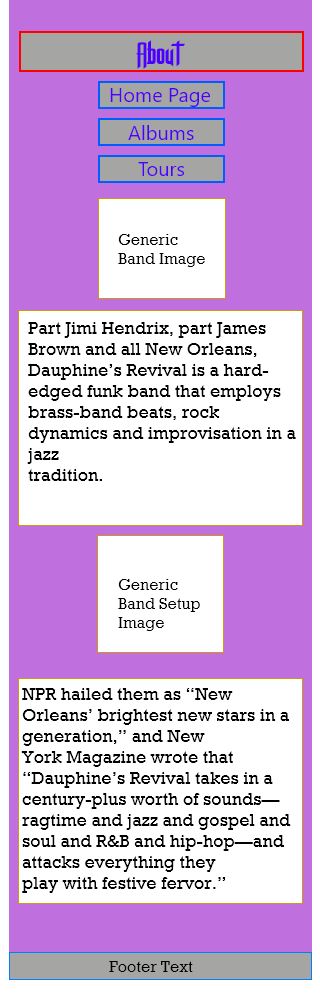 About
Home Page
Albums
Tours
Generic
Band Image
Part Jimi Hendrix, part James
Brown and all New Orleans,
Dauphine’s Revival is a hard-
edged funk band that employs
brass-band beats, rock
dynamics and improvisation in a
jazz
tradition.
Generic
Band Setup
Image
NPR hailed them as “New
Orleans’ brightest new stars in a
generation,” and New
York Magazine wrote that
“Dauphine’s Revival takes in a
century-plus worth of sounds—
ragtime and jazz and gospel and
soul and R&B and hip-hop—and
attacks everything they
play with festive fervor.”
Footer Text